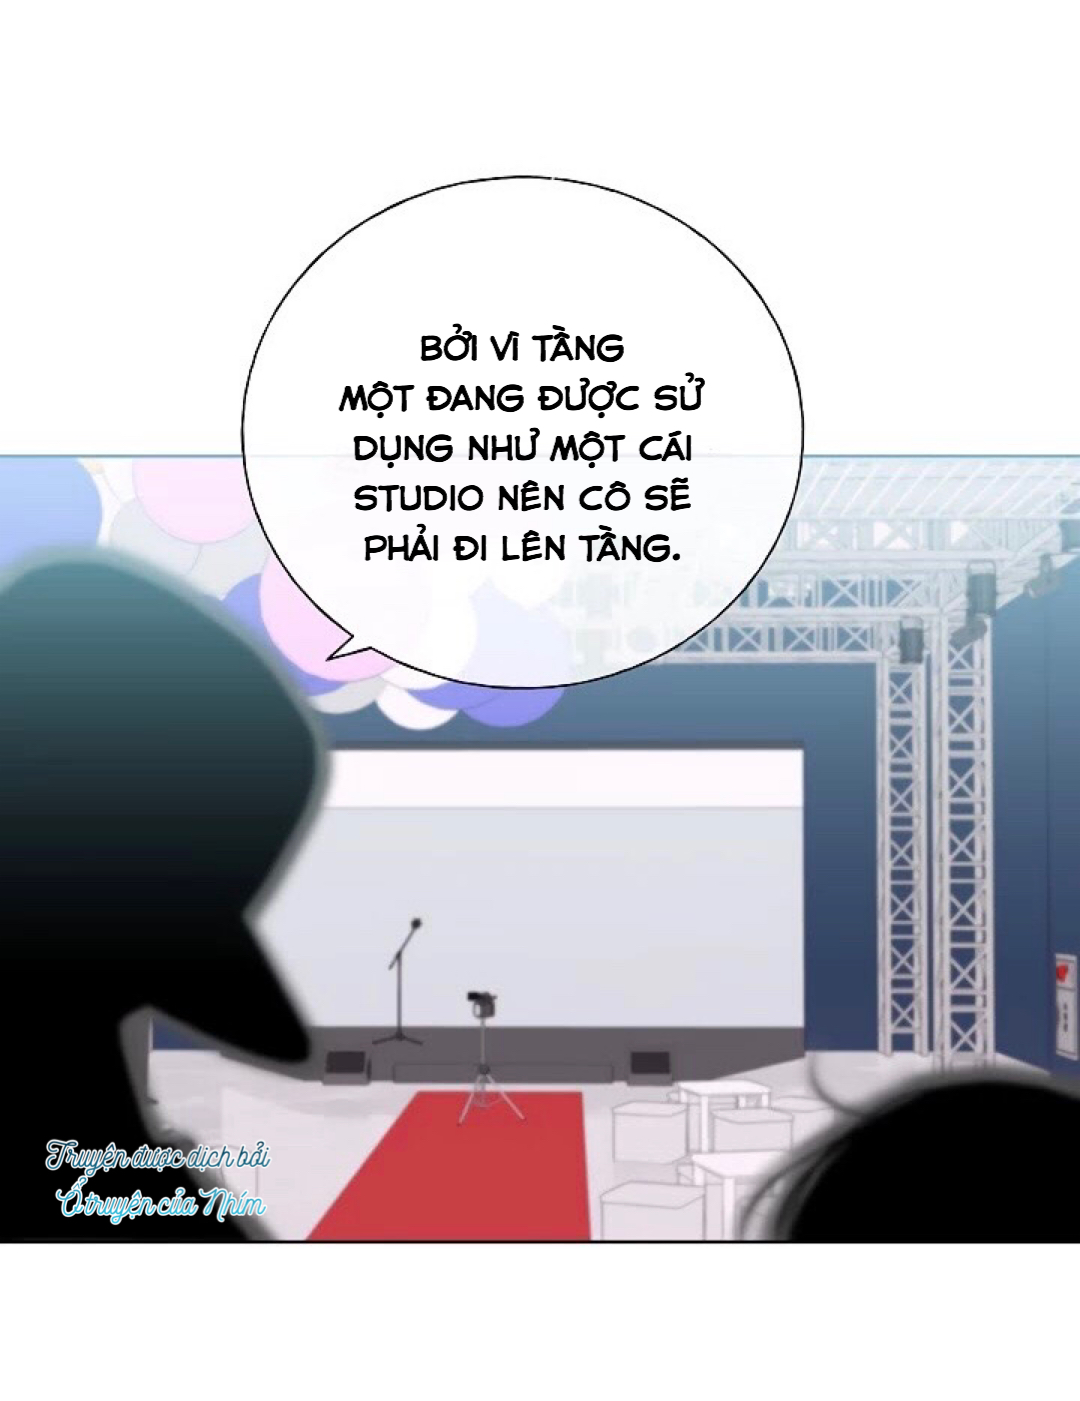 BỞI VÌ TẦNG
MỘT ĐANG ĐƯỢC SỬ
DỤNG NHƯ MỘT CÁI
STUDIO NÊN CÔ SẼ
PHẢI ĐI LÊN TẦNG.
Truyện được dịch bởi
Ổ truyện của Nhím